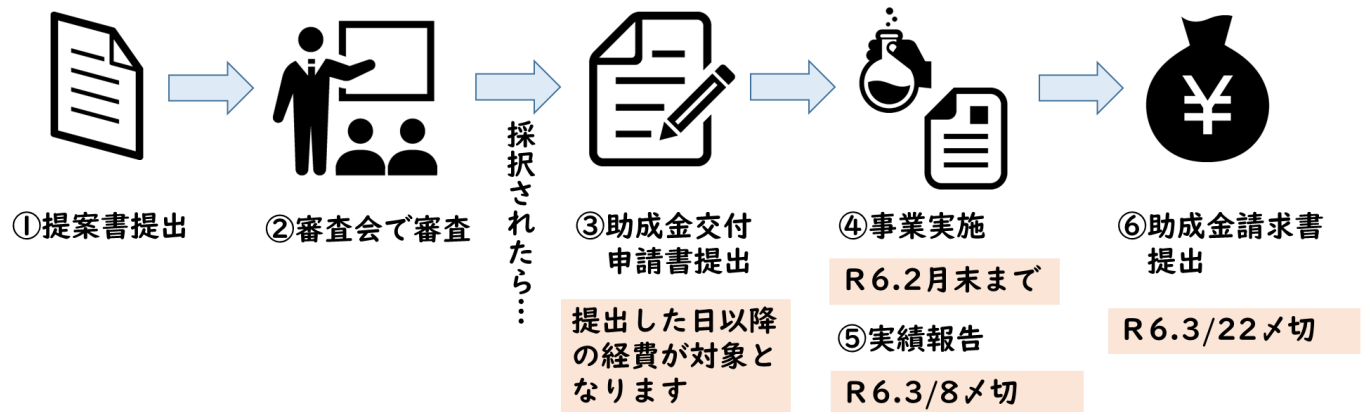 ①提案書提出
②審査会で審査
採択されたら…
③助成金交付
申請書提出
提出した日以降
の経費が対象と
なります
④事業実施
R6.2月末まで
⑤実績報告
R6.3/8〆切
¥
⑥助成金請求書
提出
R6.3/22〆切